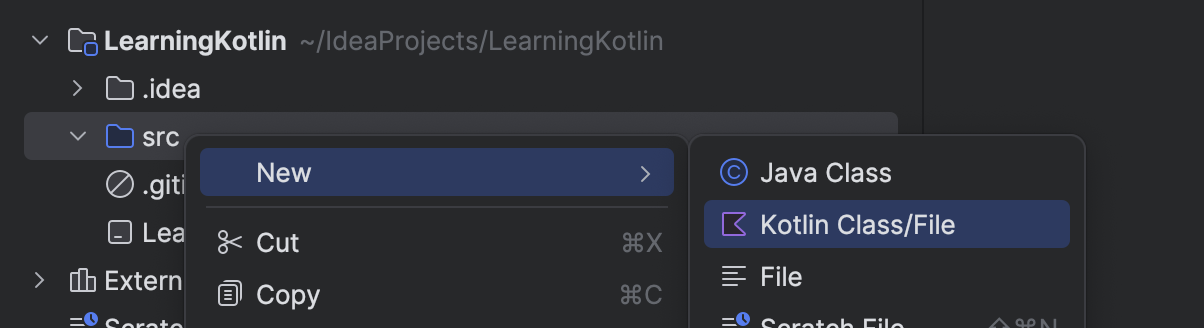 LearningKotlin ~/IdeaProjects/LearningKotlin
.idea
src
New
Java Class
Kotlin Class/File
.giti
Lea
Cut ⌘X
File
Extern
Copy ⌘C
Scratch File ⇧⌘N
Scratc